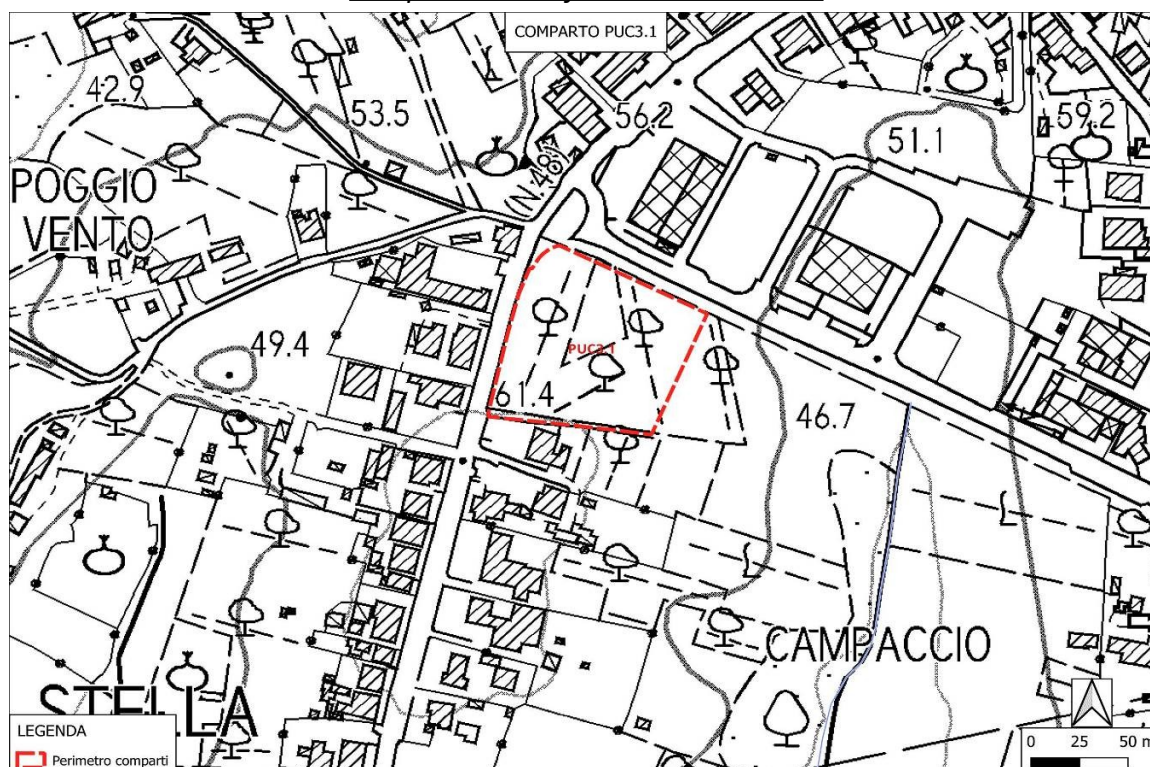 COMPARTO PUC3.1
42.9
53.5
56.2
51.1
59.2
POGGIO
VENTO
(N.48)
49.4
PUC3.1
61.4
46.7
CAMPACCIO
STELLA
LEGENDA
Perimetro comparti
0 25 50 m